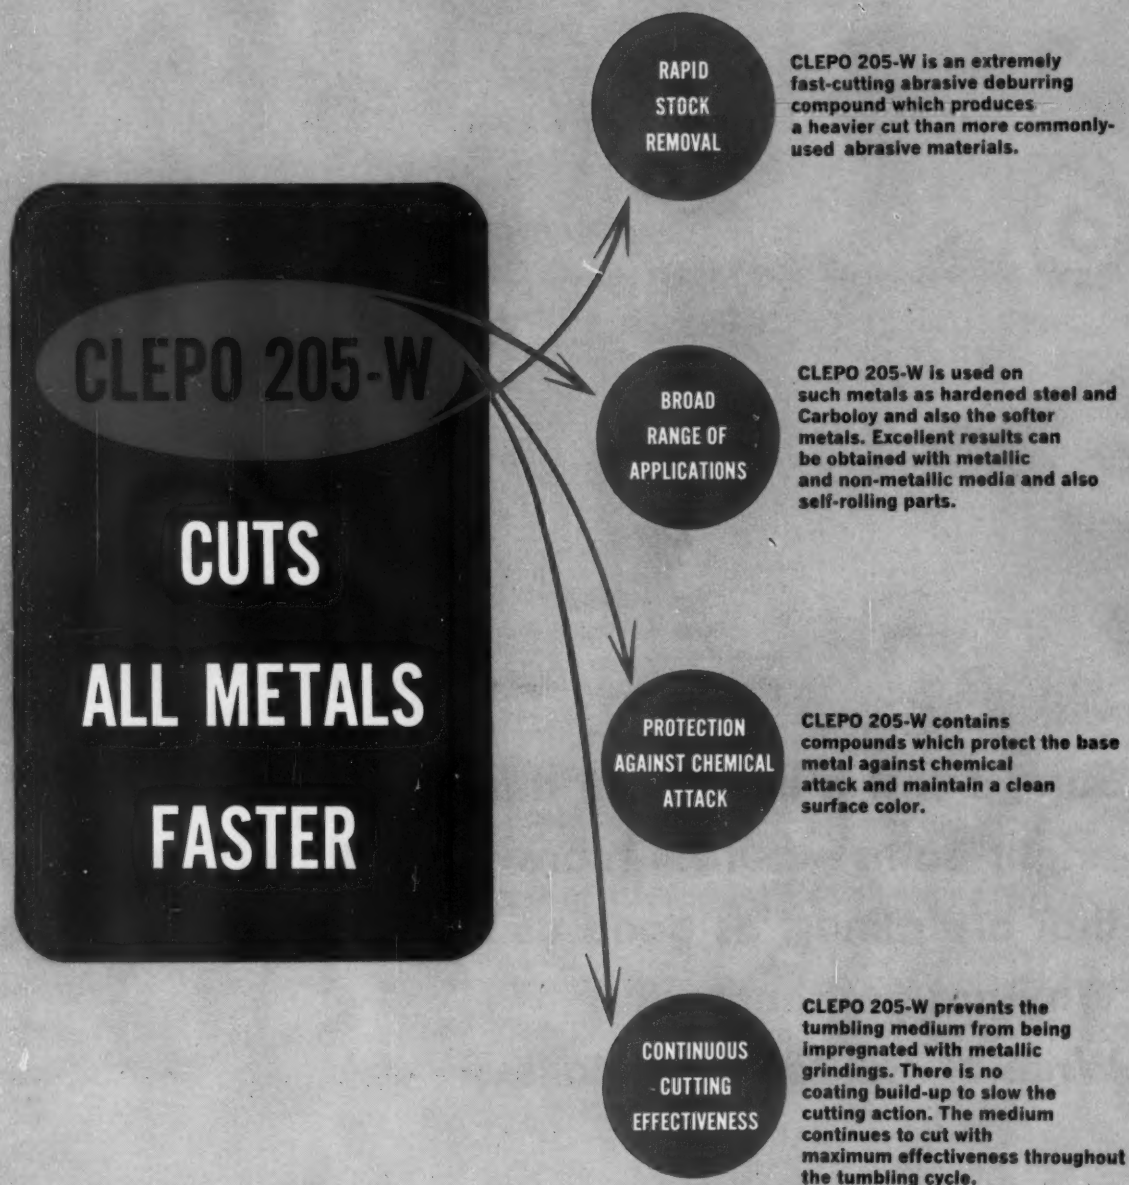 CLEPO 205-W
CUTS
ALL METALS
FASTER
RAPID
STOCK
REMOVAL
CLEPO 205-W is an extremely
fast-cutting abrasive deburring
compound which produces
a heavier cut than more commonly-
used abrasive materials.
BROAD
RANGE OF
APPLICATIONS
CLEPO 205-W is used on
such metals as hardened steel and
Carboloy and also the softer
metals. Excellent results can
be obtained with metallic
and non-metallic media and also
self-rolling parts.
PROTECTION
AGAINST CHEMICAL
ATTACK
CLEPO 205-W contains
compounds which protect the base
metal against chemical
attack and maintain a clean
surface color.
CONTINUOUS
CUTTING
EFFECTIVENESS
CLEPO 205-W prevents the
tumbling medium from being
impregnated with metallic
grindings. There is no
coating build-up to slow the
cutting action. The medium
continues to cut with
maximum effectiveness throughout
the tumbling cycle.